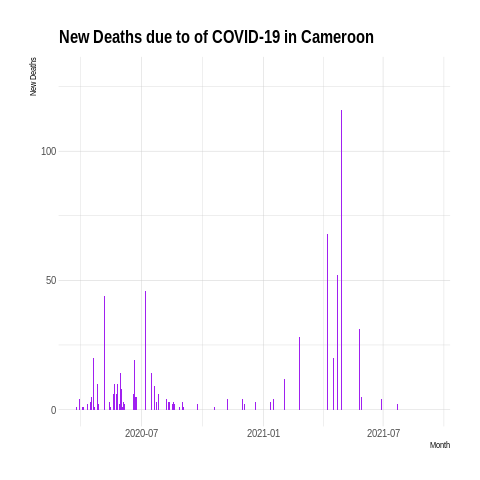 New Deaths due to of COVID-19 in Cameroon
New Deaths
100
50
0
2020-07
2021-01
2021-07
Month